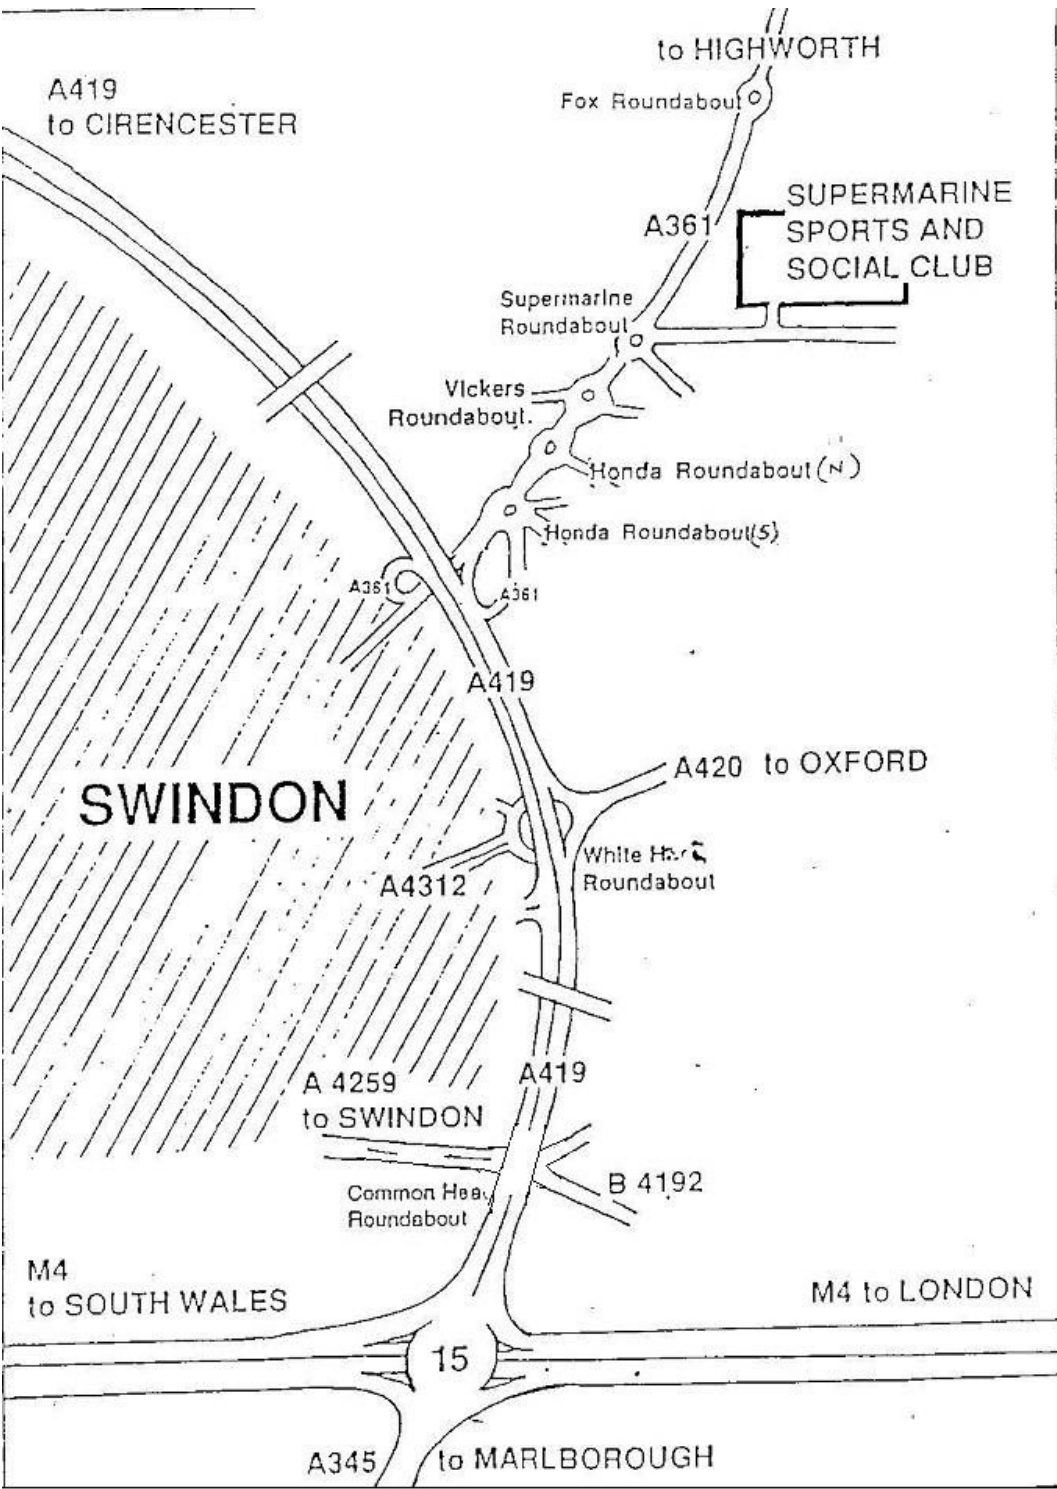 to HIGHWORTH
Fox Roundabout
A419
to CIRENCESTER
SUPERMARINE
SPORTS AND
SOCIAL CLUB
A361
Supermarine
Roundabout
Vickers
Roundabout.
Honda Roundabout (N)
Honda Roundabout (S)
A361
A361
A419
A420 to OXFORD
SWINDON
White
Roundabout
A4312
A419
A 4259
to SWINDON
B 4192
Common
Roundabout
M4
to SOUTH WALES
M4 to LONDON
15
A345 to MARLBOROUGH